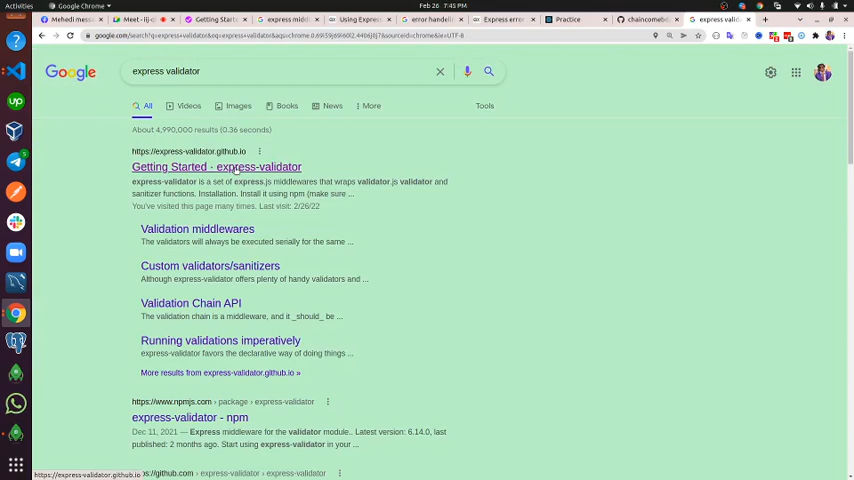 Activities
Google Chrome
Feb 26 7:45 PM
Mehedi messe
Meet - iij-
Getting Starte
express middl
Using Express
error handelin
Express error
Practice
chaincomebd
express valid
google.com/search?q=express+validator&oq=express+validator&aqs=chrome.0.69i59j69i60l2.4406j0j7&sourceid=chrome&ie=UTF-8
Google
express validator
All
Videos
Images
Books
News
More
Tools
About 4,990,000 results (0.36 seconds)
https://express-validator.github.io
Getting Started · express-validator
express-validator is a set of express.js middlewares that wraps validator.js validator and
sanitizer functions. Installation. Install it using npm (make sure ...
You've visited this page many times. Last visit: 2/26/22
Validation middlewares
The validators will always be executed serially for the same ...
Custom validators/sanitizers
Although express-validator offers plenty of handy validators and ...
Validation Chain API
The validation chain is a middleware, and it _should_ be ...
Running validations imperatively
express-validator favors the declarative way of doing things ...
More results from express-validator.github.io »
https://www.npmjs.com › package › express-validator
express-validator - npm
Dec 11, 2021 — Express middleware for the validator module.. Latest version: 6.14.0, last
published: 2 months ago. Start using express-validator in your ...
https://express-validator.github.io
ps://github.com › express-validator › express-validator